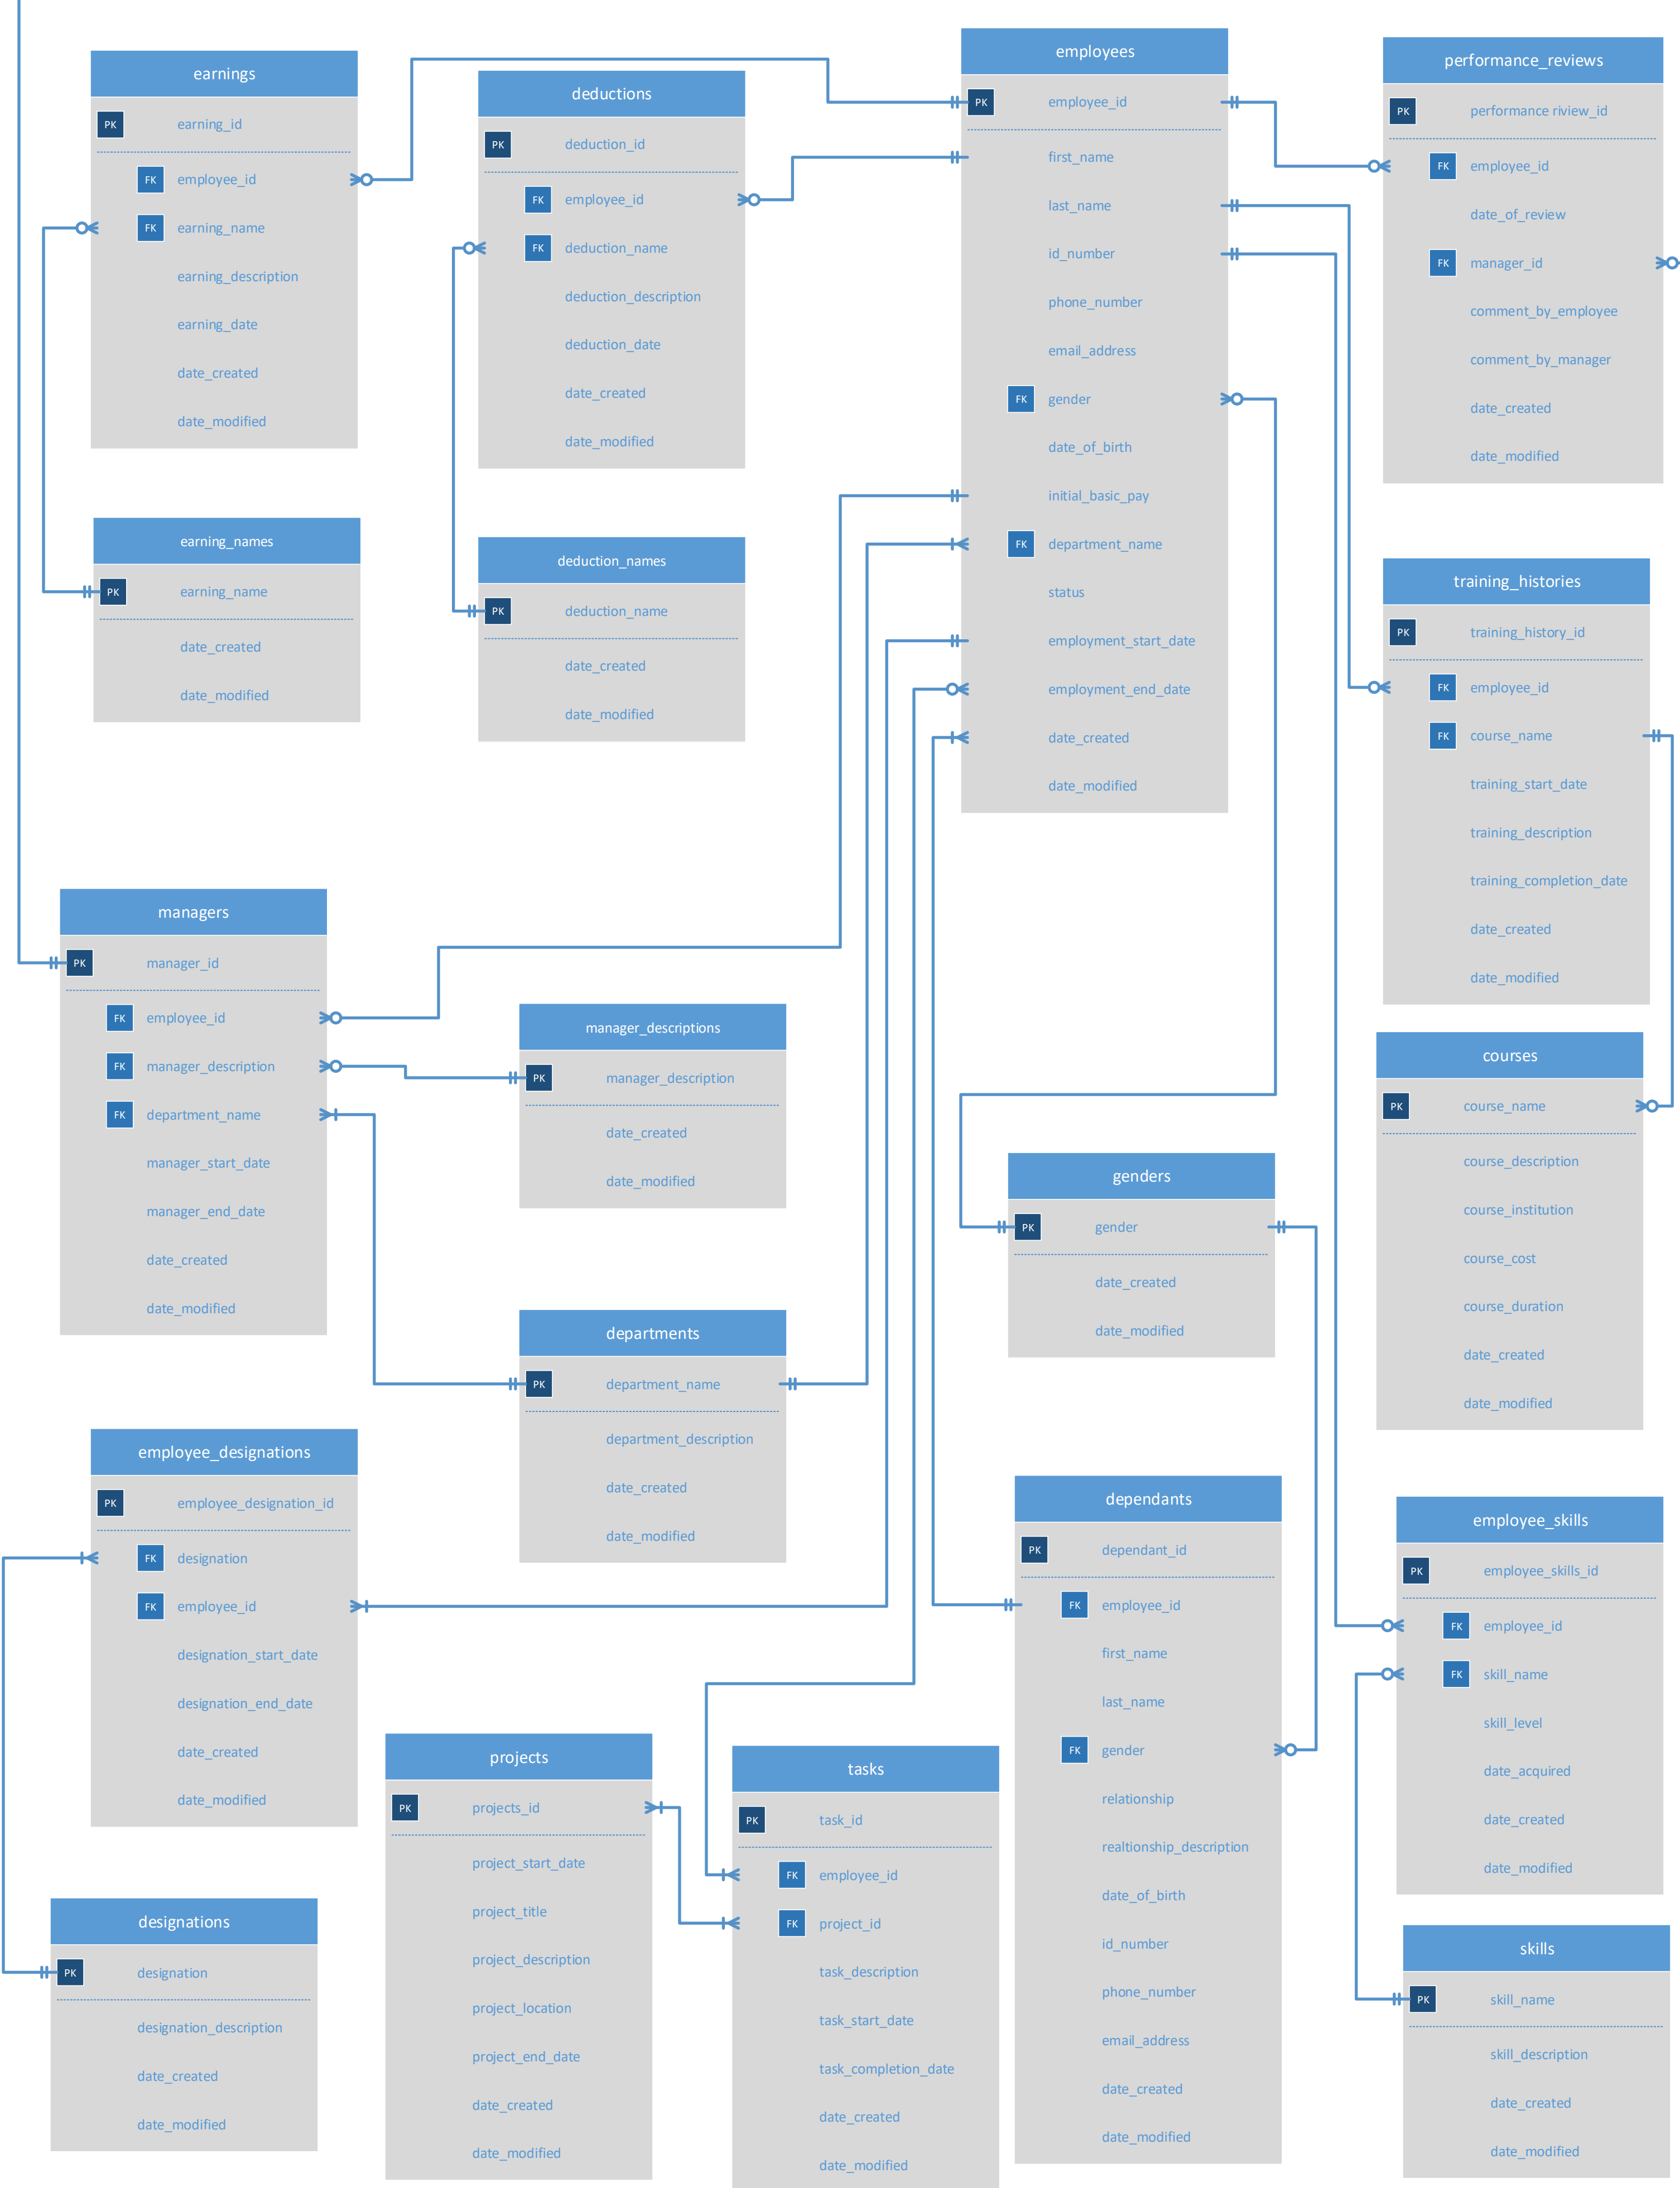 earnings
PK earning_id
FK employee_id
FK earning_name
earning_description
earning_date
date_created
date_modified
deductions
PK deduction_id
FK employee_id
FK deduction_name
deduction_description
deduction_date
date_created
date_modified
employees
PK employee_id
first_name
last_name
id_number
phone_number
email_address
FK gender
date_of_birth
initial_basic_pay
FK department_name
status
employment_start_date
employment_end_date
date_created
date_modified
performance_reviews
PK performance riview_id
FK employee_id
date_of_review
FK manager_id
comment_by_employee
comment_by_manager
date_created
date_modified
earning_names
PK earning_name
date_created
date_modified
deduction_names
PK deduction_name
date_created
date_modified
training_histories
PK training_history_id
FK employee_id
FK course_name
training_start_date
training_description
training_completion_date
date_created
date_modified
managers
PK manager_id
FK employee_id
FK manager_description
FK department_name
manager_start_date
manager_end_date
date_created
date_modified
manager_descriptions
PK manager_description
date_created
date_modified
courses
PK course_name
course_description
course_institution
course_cost
course_duration
date_created
date_modified
genders
PK gender
date_created
date_modified
departments
PK department_name
department_description
date_created
date_modified
employee_designations
PK employee_designation_id
FK designation
FK employee_id
designation_start_date
designation_end_date
date_created
date_modified
dependants
PK dependant_id
FK employee_id
first_name
last_name
FK gender
relationship
realtionship_description
date_of_birth
id_number
phone_number
email_address
date_created
date_modified
employee_skills
PK employee_skills_id
FK employee_id
FK skill_name
skill_level
date_acquired
date_created
date_modified
projects
PK projects_id
project_start_date
project_title
project_description
project_location
project_end_date
date_created
date_modified
tasks
PK task_id
FK employee_id
FK project_id
task_description
task_start_date
task_completion_date
date_created
date_modified
designations
PK designation
designation_description
date_created
date_modified
skills
PK skill_name
skill_description
date_created
date_modified